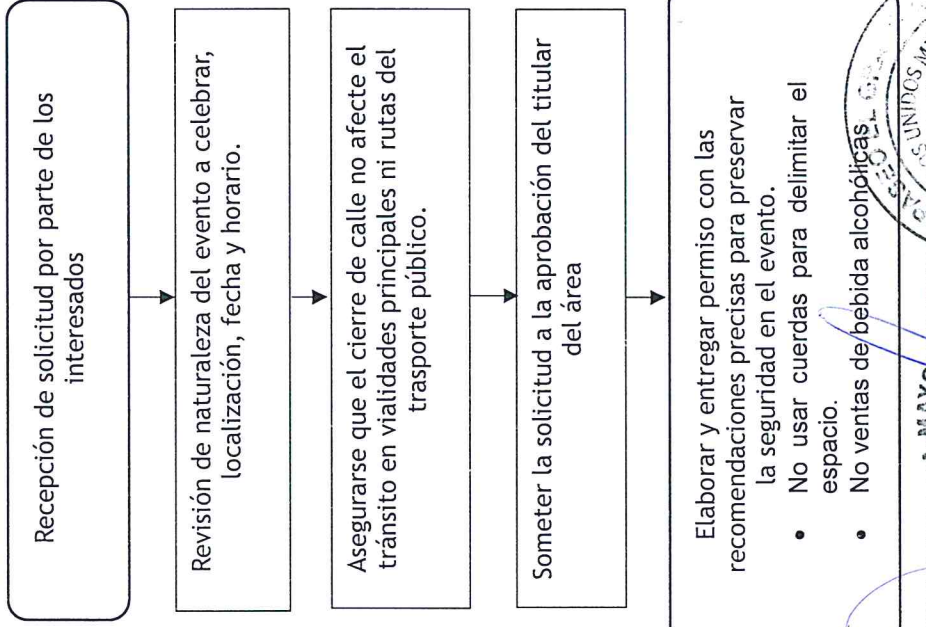 Recepción de solicitud por parte de los
interesados
Revisión de naturaleza del evento a celebrar,
localización, fecha y horario.
Asegurarse que el cierre de calle no afecte el
tránsito en vialidades principales ni rutas del
trasporte público.
Someter la solicitud a la aprobación del titular
del área
Elaborar y entregar permiso con las
recomendaciones precisas para preservar
la seguridad en el evento.
• No usar cuerdas para delimitar el
espacio.
• No ventas de bebida alcohólicas
UNIDOS